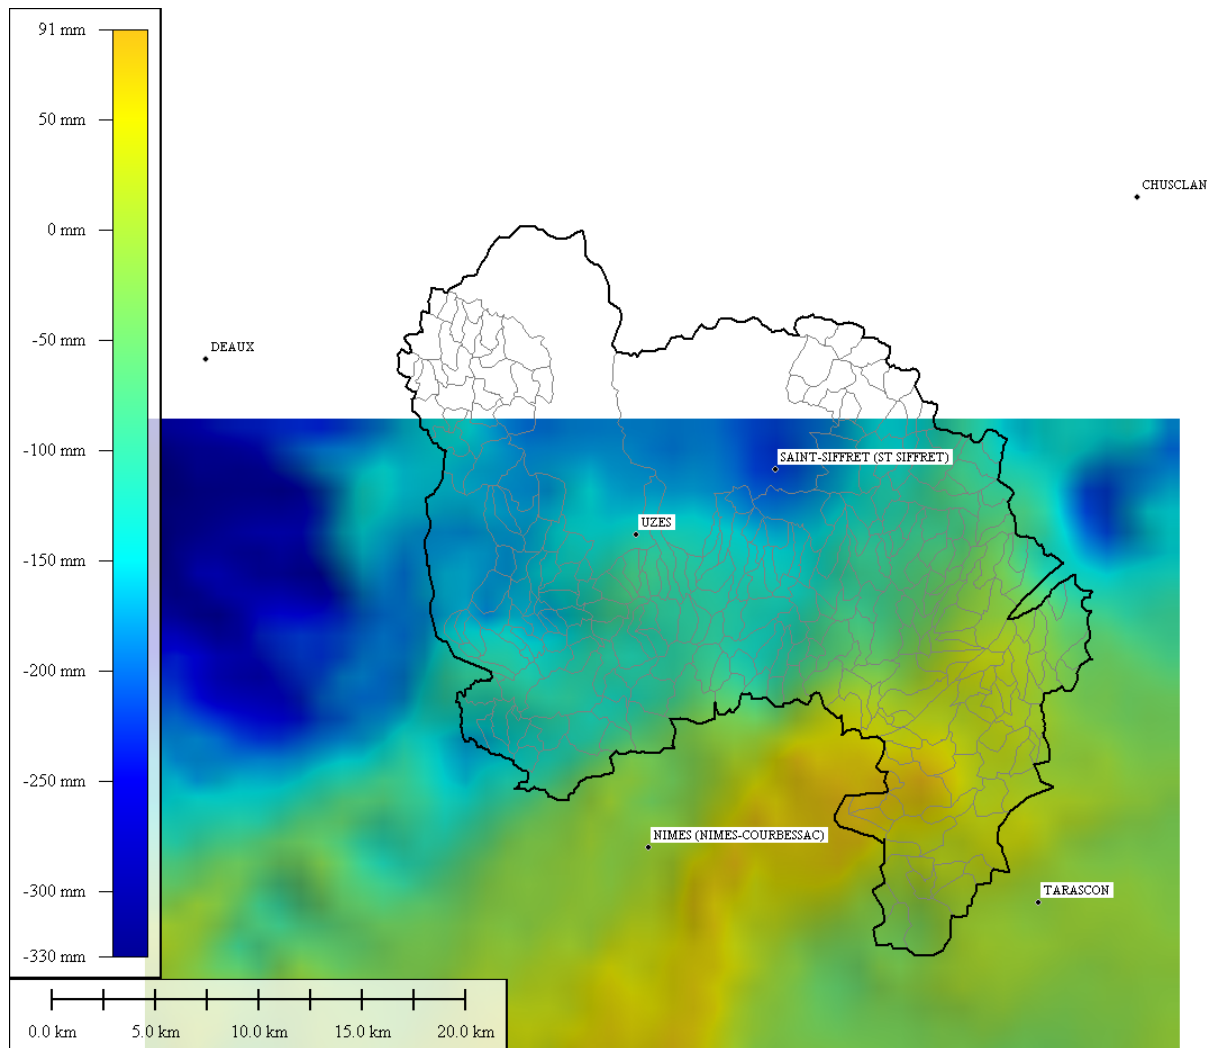 91 mm
50 mm
0 mm
-50 mm
-100 mm
-150 mm
-200 mm
-250 mm
-300 mm
-330 mm
CHUSCLAN
DEAUX
SAINT-SIFFRET (ST SIFFRET)
UZES
NIMES (NIMES-COURBESSAC)
TARASCON
0.0 km 5.0 km 10.0 km 15.0 km 20.0 km